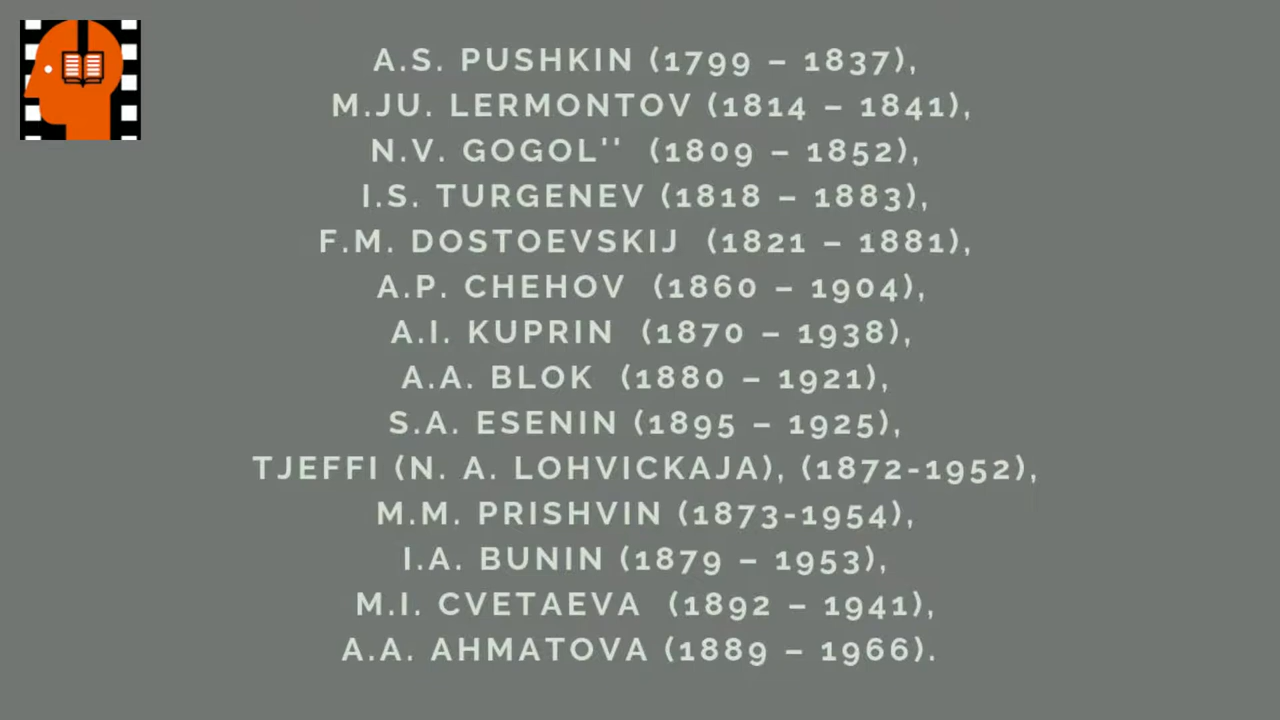 A.S. PUSHKIN (1799 – 1837),
M.JU. LERMONTOV (1814 – 1841),
N.V. GOGOL'' (1809 – 1852),
I.S. TURGENEV (1818 – 1883),
F.M. DOSTOEVSKIJ (1821 – 1881),
A.P. CHEHOV (1860 – 1904),
A.I. KUPRIN (1870 – 1938),
A.A. BLOK (1880 – 1921),
S.A. ESENIN (1895 – 1925),
TJEFFI (N. A. LOHVICKAJA), (1872-1952),
M.M. PRISHVIN (1873-1954),
I.A. BUNIN (1879 – 1953),
M.I. CVETAEVA (1892 – 1941),
A.A. AHMATOVA (1889 – 1966).